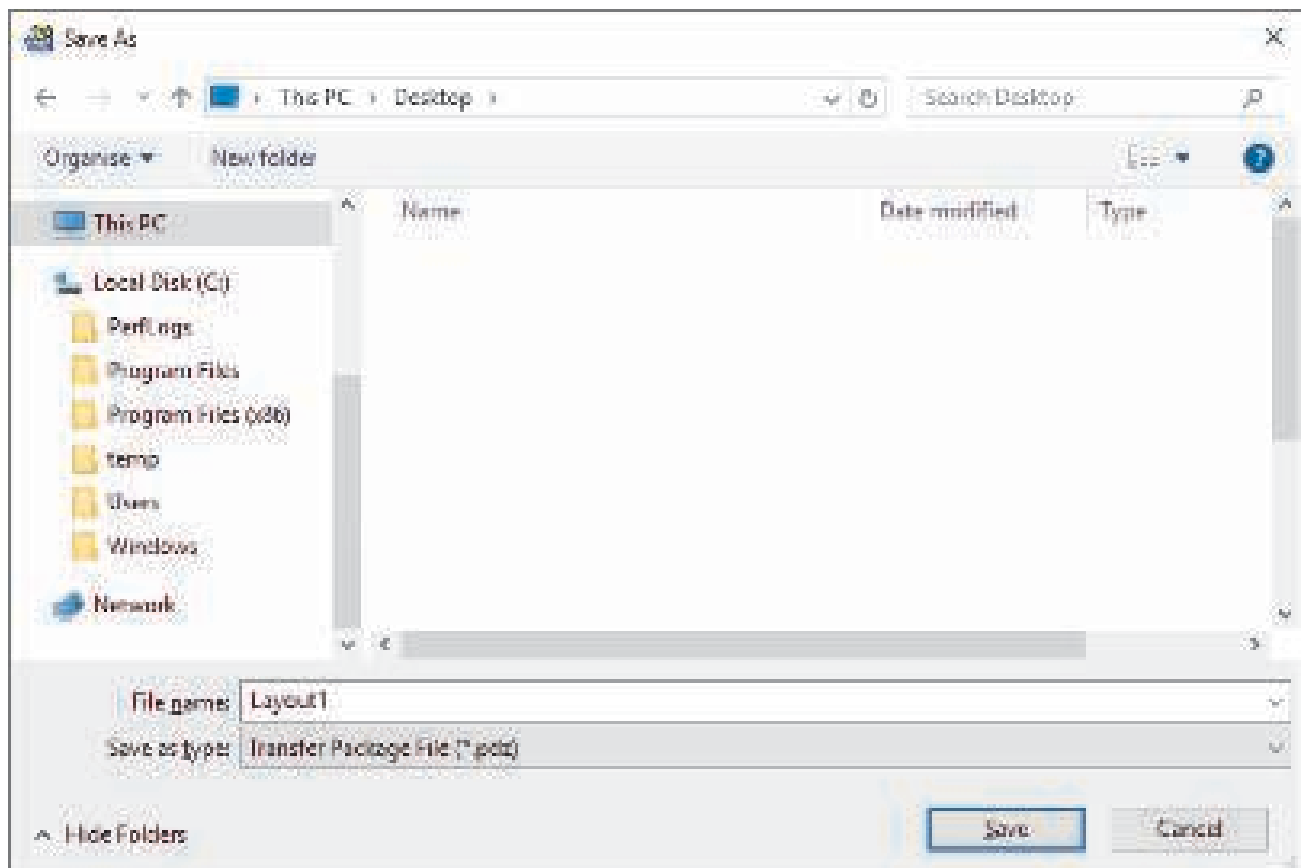 Save As
This PC › Desktop ›
Search Desktop
Organise
New folder
Name
Date modified
Type
This PC
Local Disk (C:)
PerfLogs
Program Files
Program Files (x86)
temp
Users
Windows
Network
File name: Layout1
Save as type: Transfer Package File (*.pdz)
Hide Folders
Save
Cancel